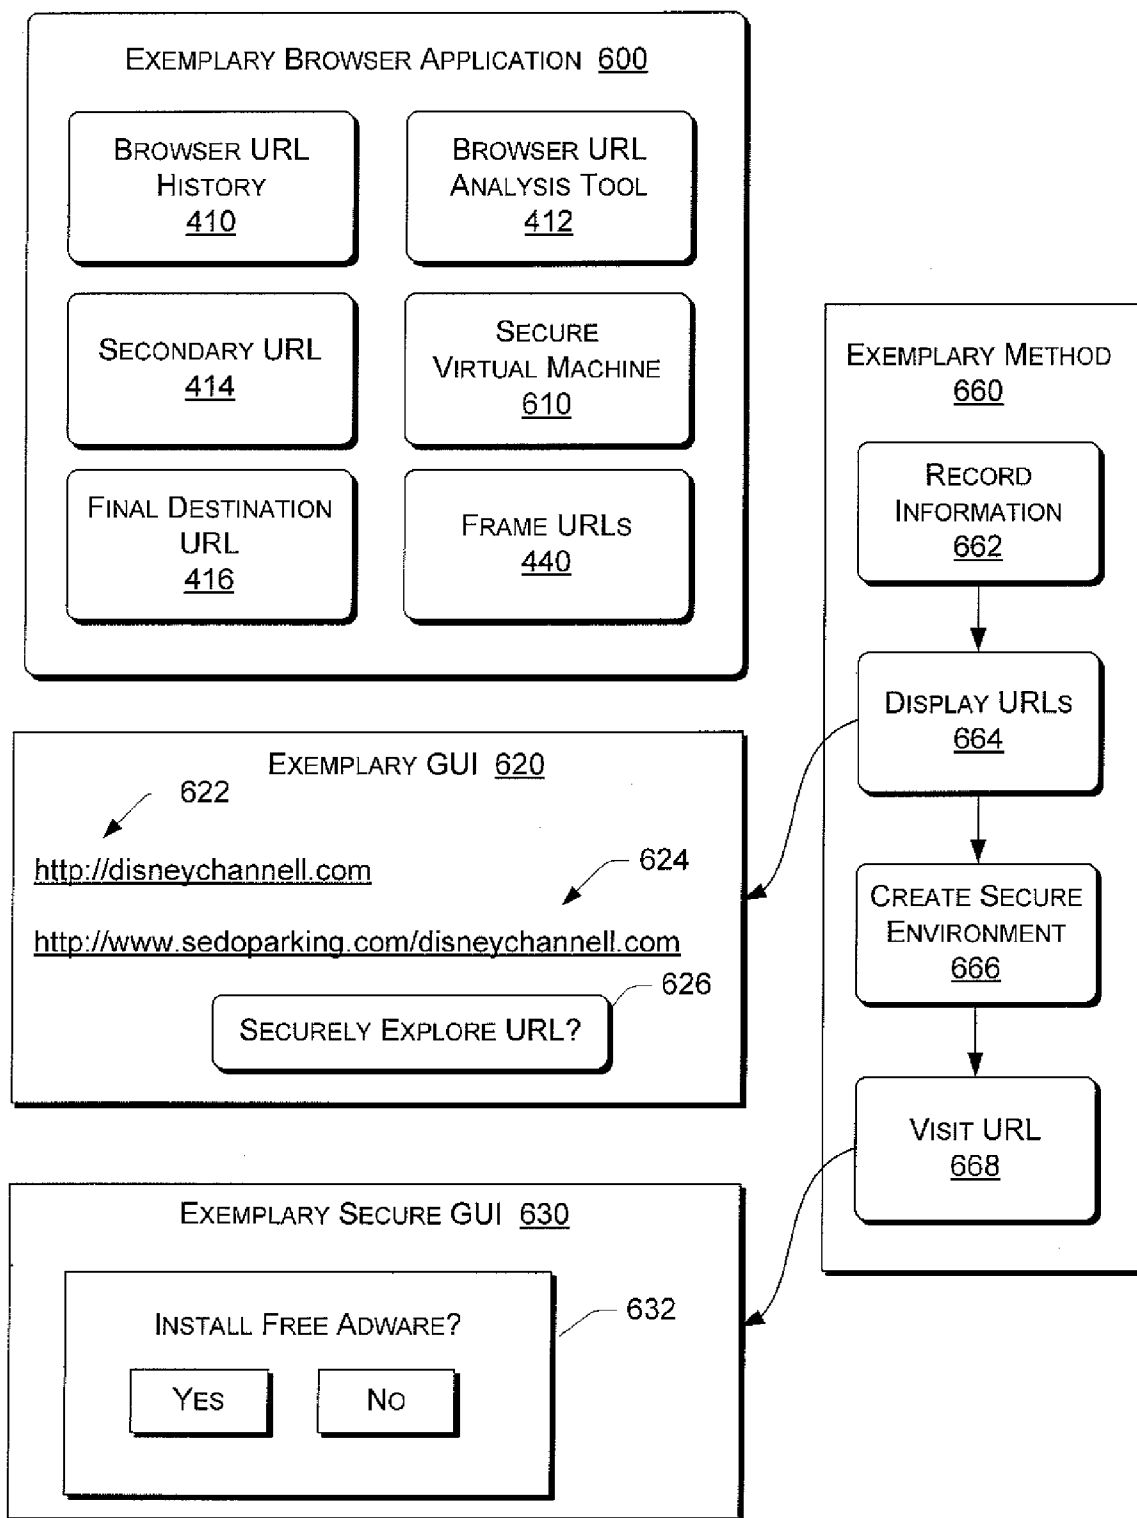 EXEMPLARY BROWSER APPLICATION 600
BROWSER URL
HISTORY
410
BROWSER URL
ANALYSIS TOOL
412
SECONDARY URL
414
SECURE
VIRTUAL MACHINE
610
FINAL DESTINATION
URL
416
FRAME URLS
440
EXEMPLARY METHOD
660
RECORD
INFORMATION
662
DISPLAY URLS
664
CREATE SECURE
ENVIRONMENT
666
VISIT URL
668
EXEMPLARY GUI 620
622
http://disneychannell.com
624
http://www.sedoparking.com/disneychannell.com
626
SECURELY EXPLORE URL?
EXEMPLARY SECURE GUI 630
632
INSTALL FREE ADWARE?
YES
NO